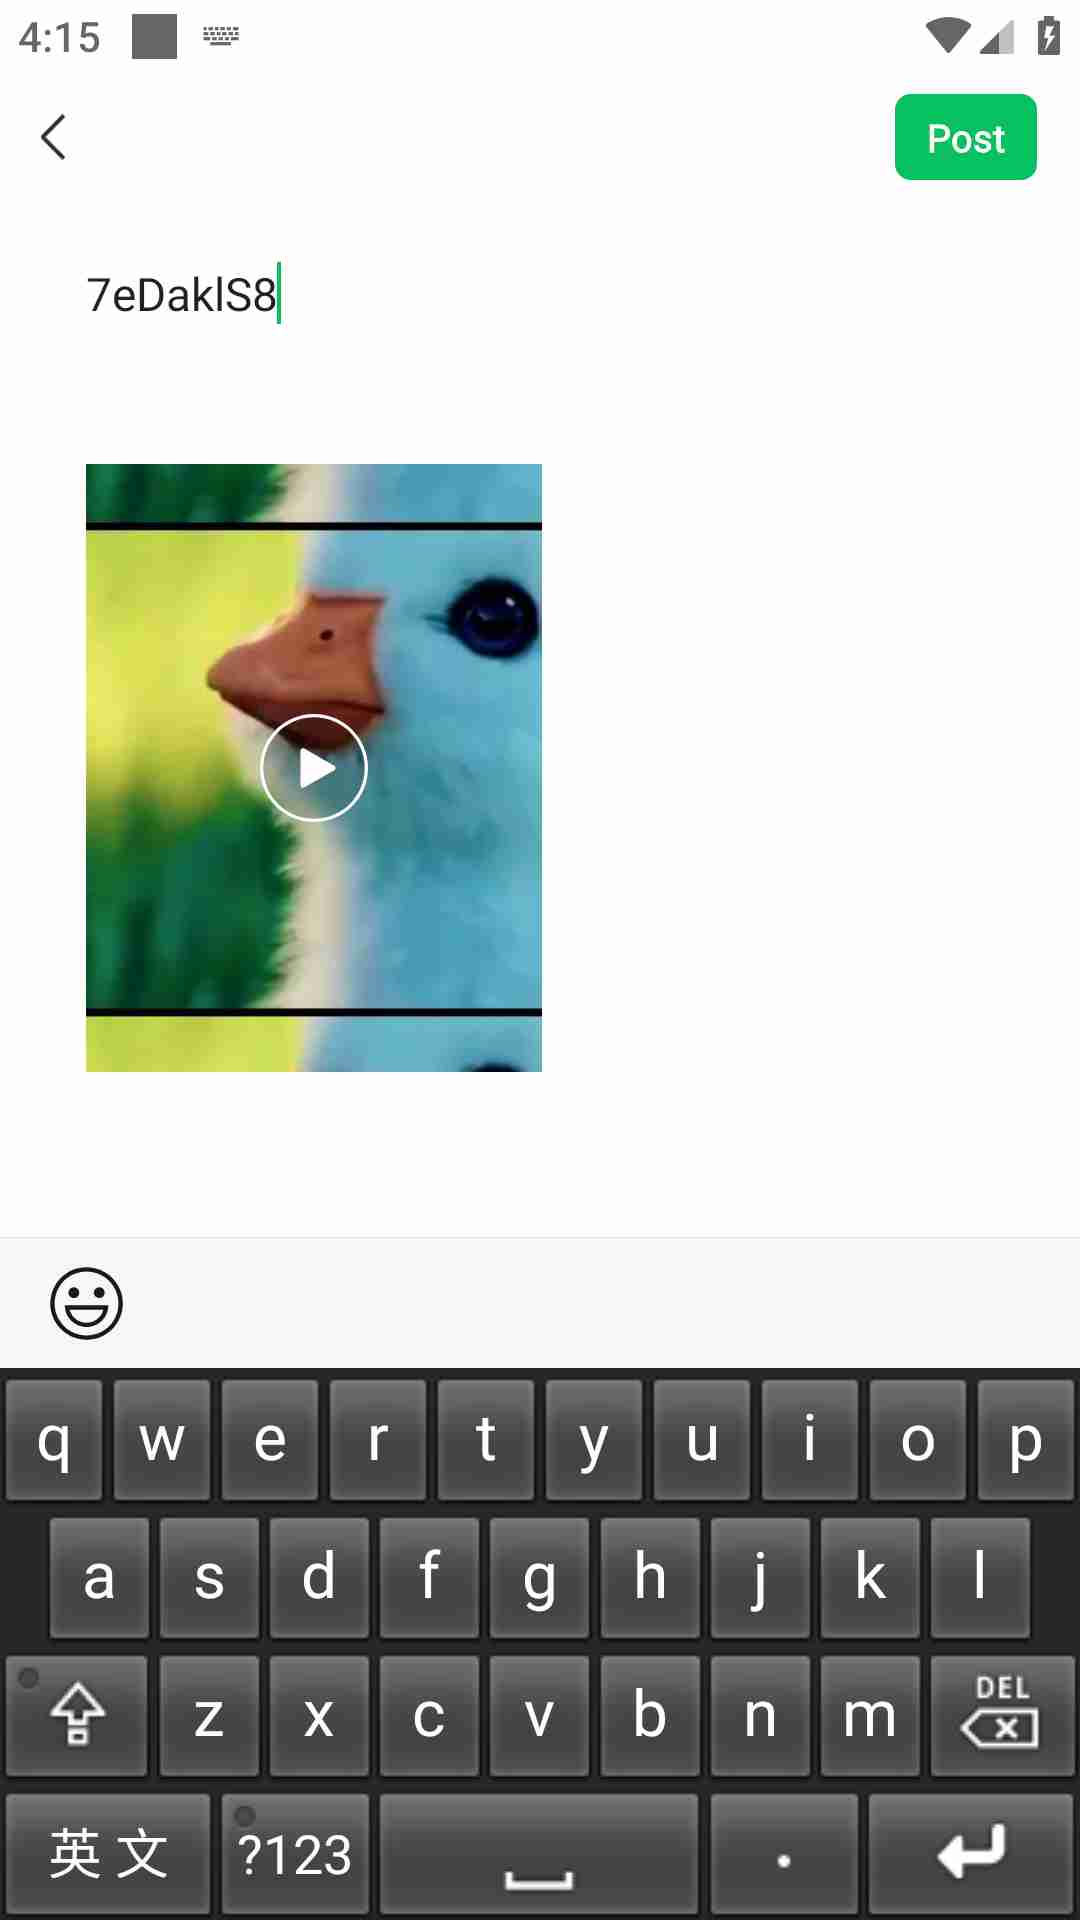 4:15
Post
7eDaklS8
q w e r t y u i o p
a s d f g h j k l
z x c v b n m DEL
英文 ?123 .